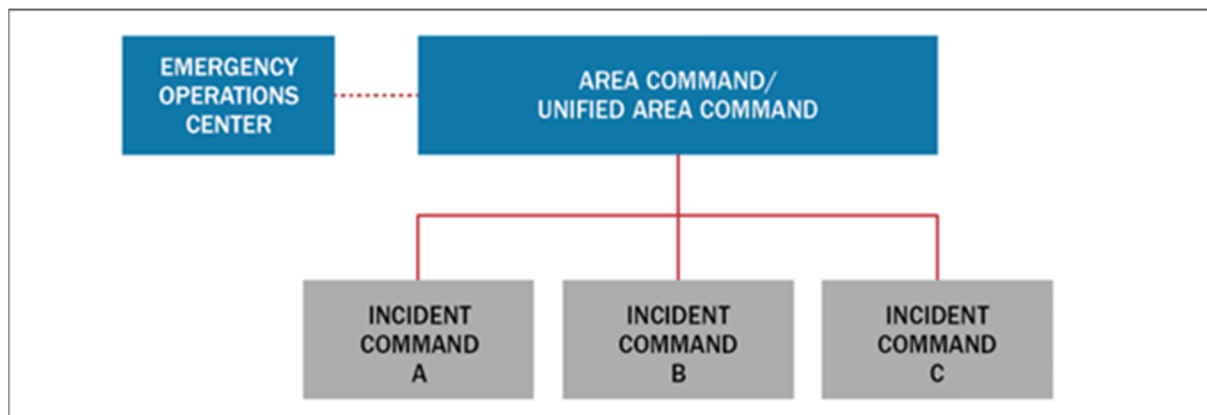 EMERGENCY
OPERATIONS
CENTER
AREA COMMAND/
UNIFIED AREA COMMAND
INCIDENT
COMMAND
A
INCIDENT
COMMAND
B
INCIDENT
COMMAND
C